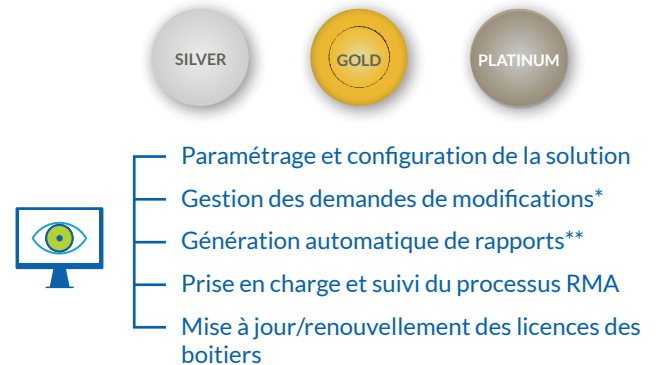 SILVER GOLD PLATINUM
Paramétrage et configuration de la solution
Gestion des demandes de modifications*
Génération automatique de rapports**
Prise en charge et suivi du processus RMA
Mise à jour/renouvellement des licences des
boitiers